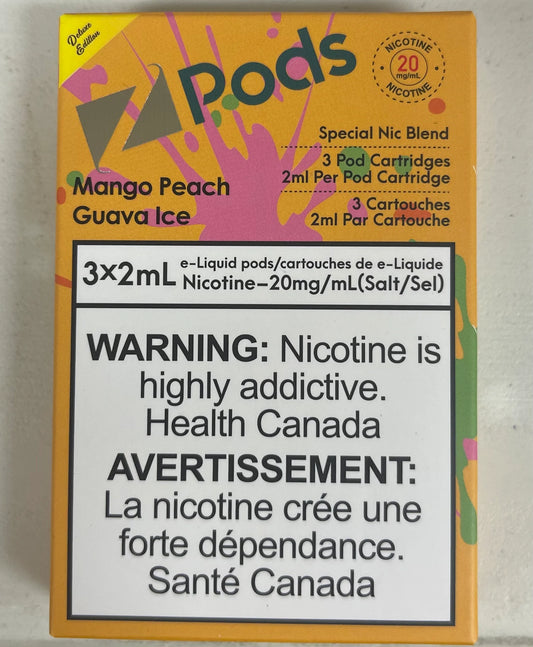 Deluxe
Edition
Z Pods
NICOTINE
20
mg/mL
NICOTINE
Special Nic Blend
3 Pod Cartridges
2ml Per Pod Cartridge
3 Cartouches
2ml Par Cartouche
Mango Peach
Guava Ice
3×2mL
e-Liquid pods/cartouches de e-Liquide
Nicotine–20mg/mL(Salt/Sel)
WARNING: Nicotine is
highly addictive.
Health Canada
AVERTISSEMENT:
La nicotine crée une
forte dépendance.
Santé Canada